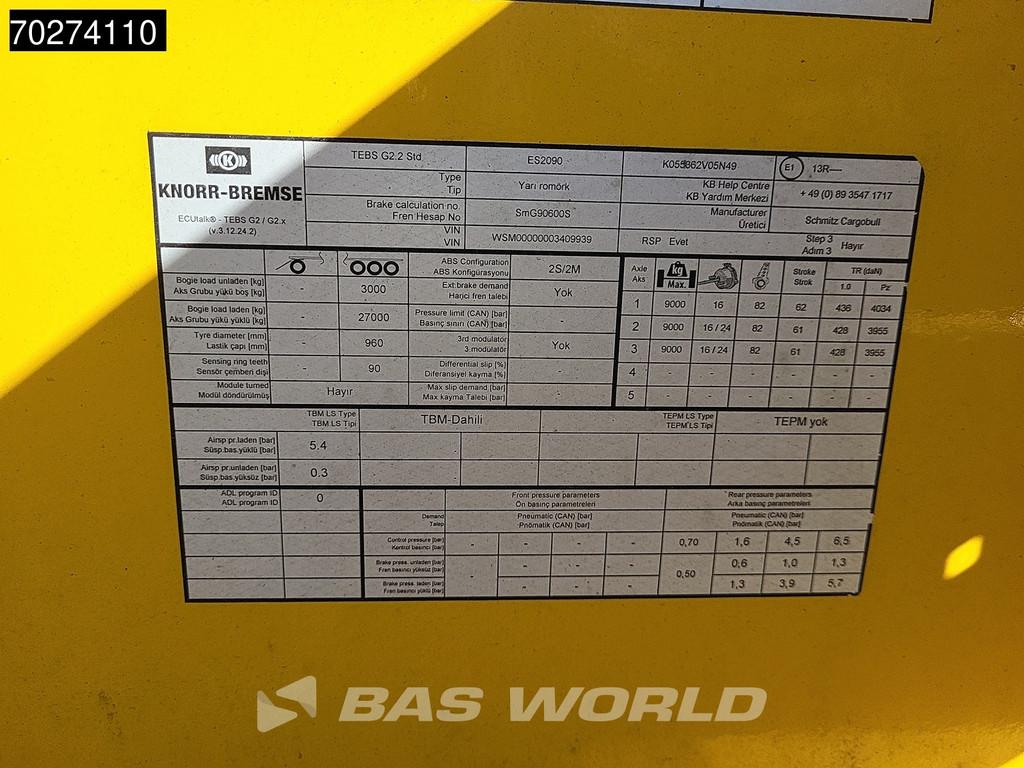 70274110
KNORR-BREMSE
ECUtalk® - TEBS G2 / G2.x
(v.3.12.24.2)
TEBS G2.2 Std ES2090 K055362V05N49 E1 13R----
Type
Tip
Yarı romörk
KB Help Centre
KB Yardım Merkezi
+ 49 (0) 89 3547 1717
Brake calculation no.
Fren Hesap No
SmG90600S
Manufacturer
Üretici
Schmitz Cargobull
VIN
VIN
WSM00000003409939
RSP Evet
Step 3
Adım 3
Hayır
Bogie load unladen [kg]
Aks Grubu yükü boş [kg]
- 3000
Bogie load laden [kg]
Aks Grubu yükü yüklü [kg]
- 27000
Tyre diameter [mm]
Lastik çapı [mm]
- 960
Sensing ring teeth
Sensör çemberi dişi
- 90
Module turned
Modül döndürülmüş
Hayır
ABS Configuration
ABS Konfigürasyonu
2S/2M
Ext.brake demand
Harici fren talebi
Yok
Pressure limit (CAN) [bar]
Basınç sınırı (CAN) [bar]
-
3rd modulator
3 modulatör
Yok
Differential slip [%]
Diferansiyel kayma [%]
-
Max slip demand [bar]
Max kayma Talebi [bar]
-
Axle
Aks
kg
Max.
Stroke
Strok
TR (daN)
1.0 Pz
1 9000 16 82 62 436 4034
2 9000 16 / 24 82 61 428 3955
3 9000 16 / 24 82 61 428 3955
4 - - - - - -
5 - - - - - -
TBM LS Type
TBM LS Tipi
TBM-Dahili
TEPM LS Type
TEPM LS Tipi
TEPM yok
Airsp pr.laden [bar]
Süsp.bas.yüklü [bar]
5.4 - - - - - - -
Airsp pr.unladen [bar]
Süsp.bas.yüksüz [bar]
0.3 - - - - - - -
ADL program ID
ADL program ID
0
Front pressure parameters
Ön basınç parametreleri
Rear pressure parameters
Arka basınç parametreleri
Demand
Talep
Pneumatic (CAN) [bar]
Pnömatik (CAN) [bar]
Pneumatic (CAN) [bar]
Pnömatik (CAN) [bar]
Control pressure [bar]
Kontrol basıncı [bar]
- - - - 0,70 1,6 4,5 6,5
Brake press. unladen [bar]
Fren basıncı yüksüz [bar]
- - - - 0,50 0,6 1,0 1,3
Brake press. laden [bar]
Fren basıncı yüklü [bar]
- - - 1,3 3,9 5,7
BAS WORLD